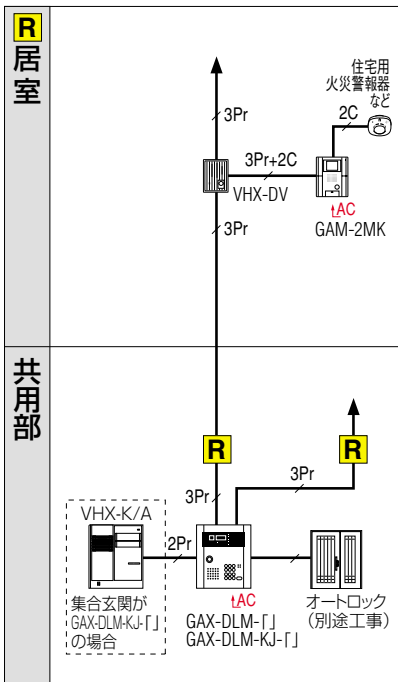 R
居室
住宅用
火災警報器
など
2C
3Pr
3Pr+2C
VHX-DV
AC
GAM-2MK
3Pr
共用部
R
R
3Pr
3Pr
VHX-K/A
2Pr
集合玄関が
GAX-DLM-KJ-「」
の場合
AC
GAX-DLM-「」
GAX-DLM-KJ-「」
オートロック
(別途工事)